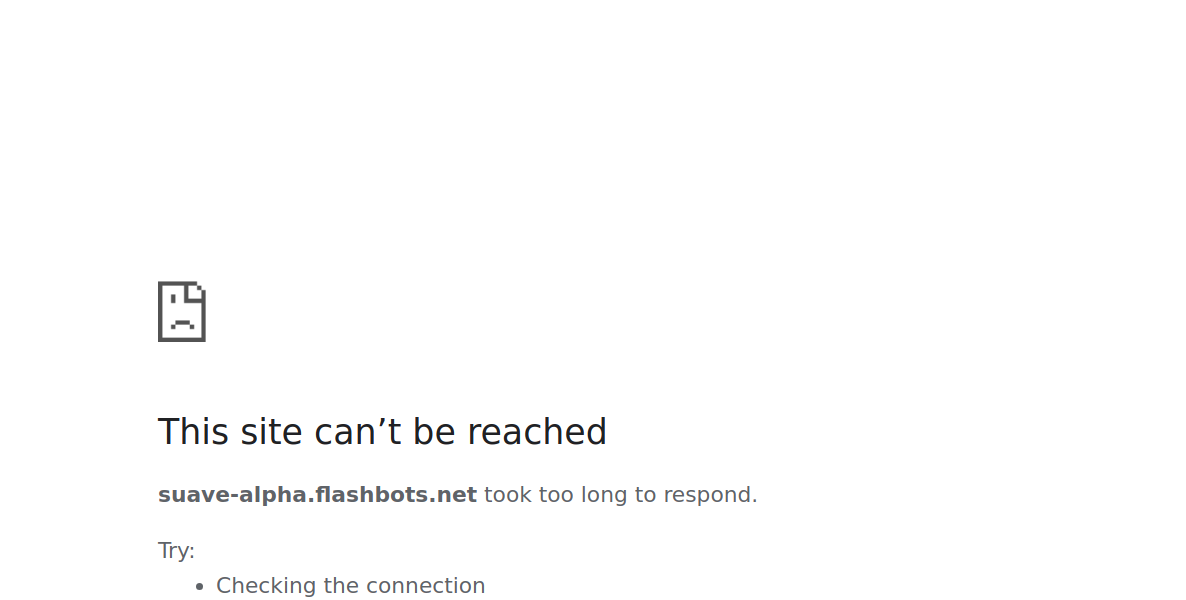 This site can’t be reached
suave-alpha.flashbots.net took too long to respond.
Try:
• Checking the connection